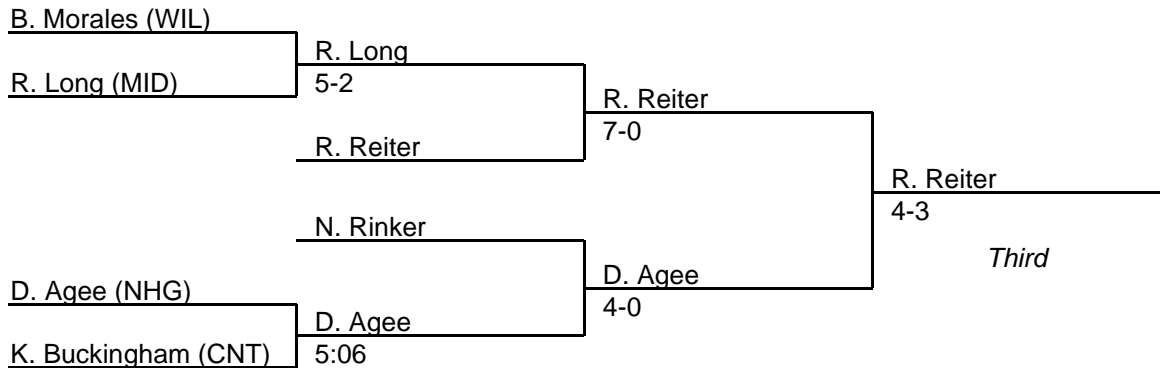 B. Morales (WIL)
R. Long
R. Long (MID)
5-2
R. Reiter
7-0
R. Reiter
R. Reiter
4-3
N. Rinker
Third
D. Agee
D. Agee (NHG)
4-0
D. Agee
K. Buckingham (CNT)
5:06